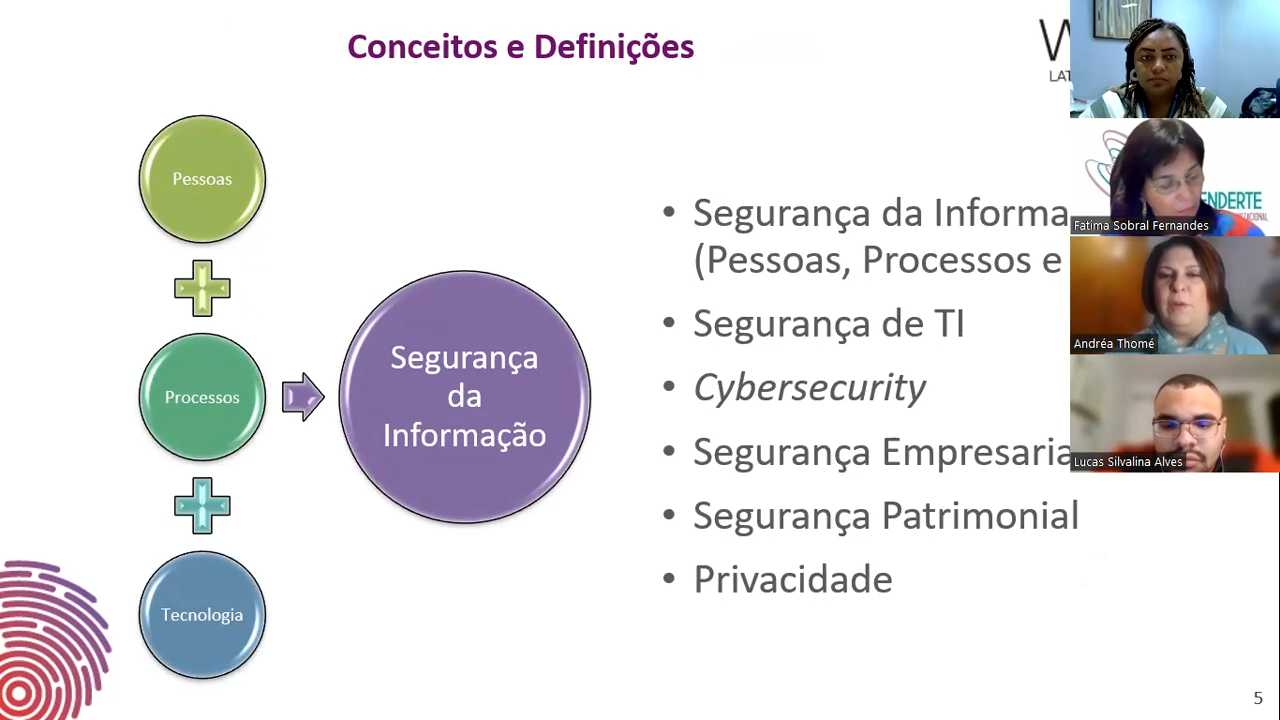 Conceitos e Definições
W
LAT
Pessoas
Processos
Tecnologia
Segurança
da
Informação
• Segurança da Informa
(Pessoas, Processos e
• Segurança de TI
• Cybersecurity
• Segurança Empresaria
• Segurança Patrimonial
• Privacidade
ENDERTE
Fatima Sobral Fernandes
Andréa Thomé
Lucas Silvalina Alves
5